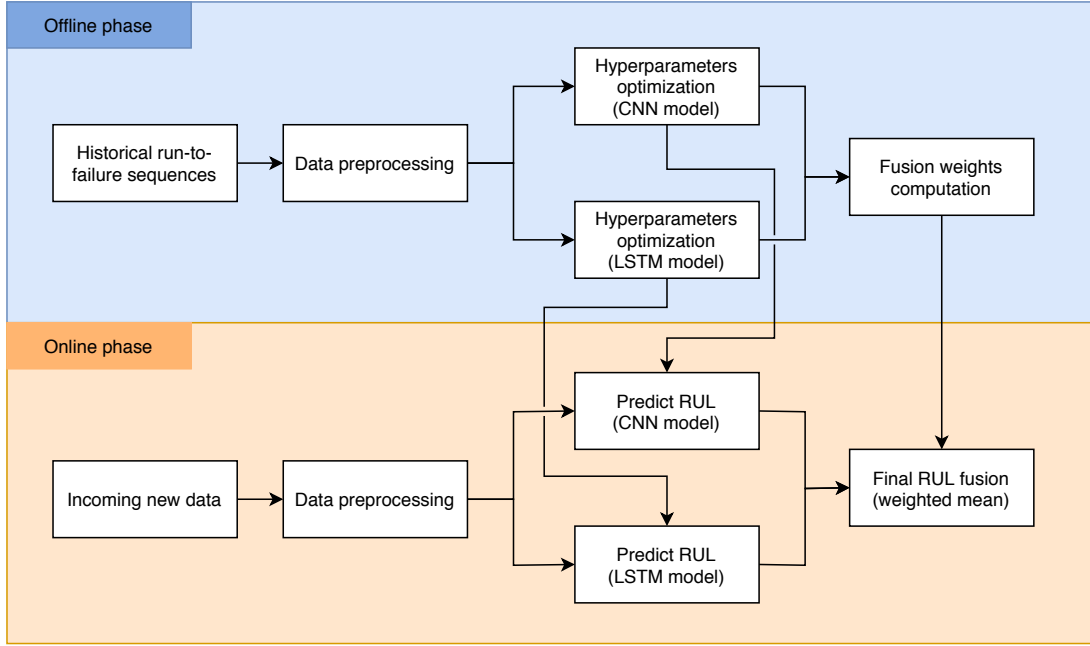 Offline phase
Historical run-to-
failure sequences
Data preprocessing
Hyperparameters
optimization
(CNN model)
Hyperparameters
optimization
(LSTM model)
Fusion weights
computation
Online phase
Incoming new data
Data preprocessing
Predict RUL
(CNN model)
Predict RUL
(LSTM model)
Final RUL fusion
(weighted mean)